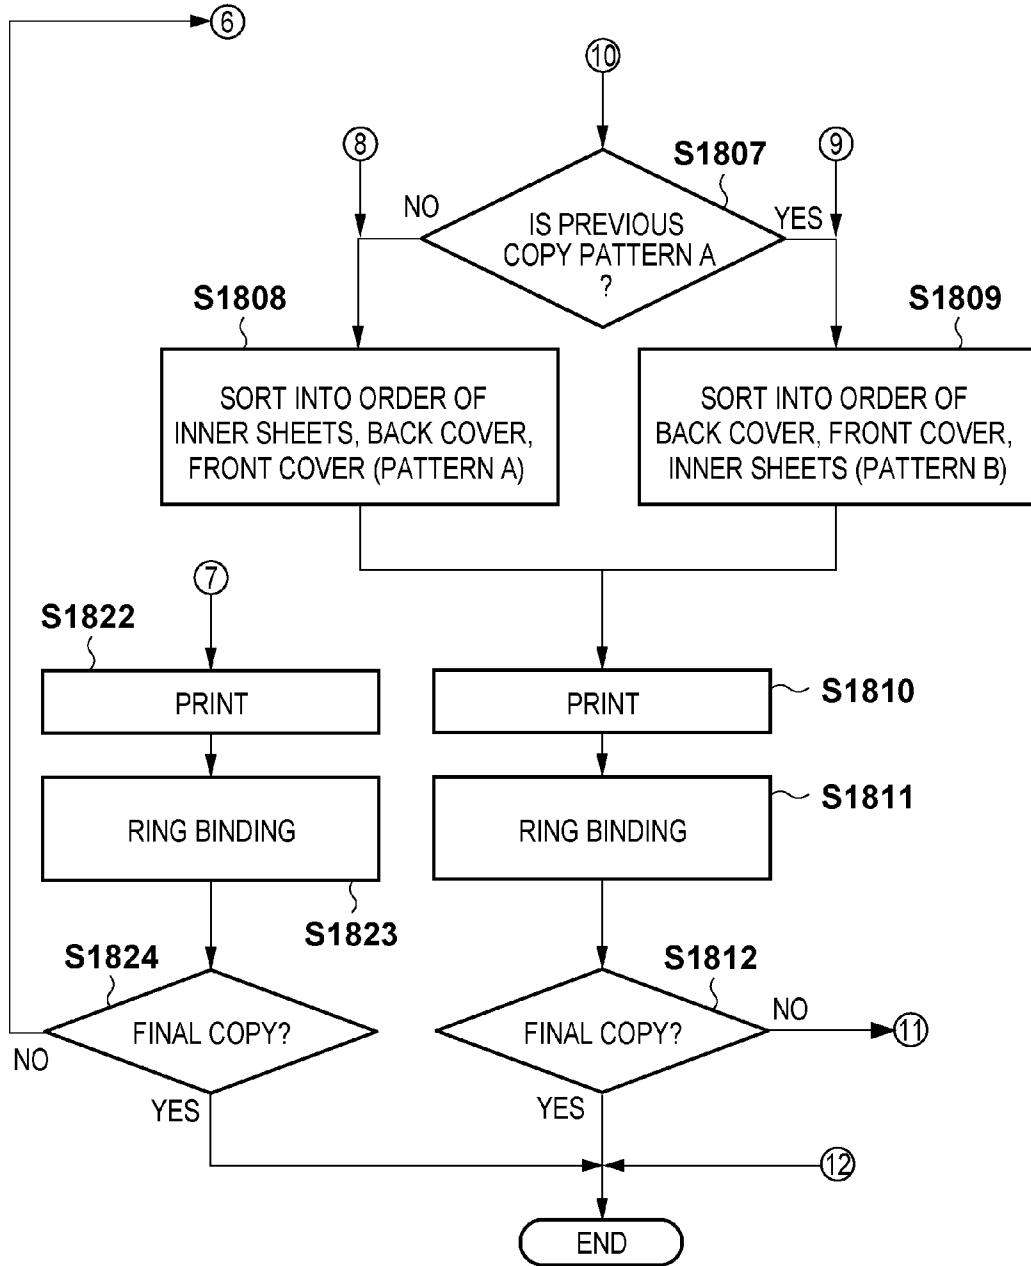 6
10
8
S1807
9
NO
YES
IS PREVIOUS
COPY PATTERN A
?
S1808
S1809
SORT INTO ORDER OF
INNER SHEETS, BACK COVER,
FRONT COVER (PATTERN A)
SORT INTO ORDER OF
BACK COVER, FRONT COVER,
INNER SHEETS (PATTERN B)
7
S1822
PRINT
PRINT
S1810
RING BINDING
RING BINDING
S1811
S1823
S1824
S1812
FINAL COPY?
NO
YES
FINAL COPY?
NO
11
YES
12
END